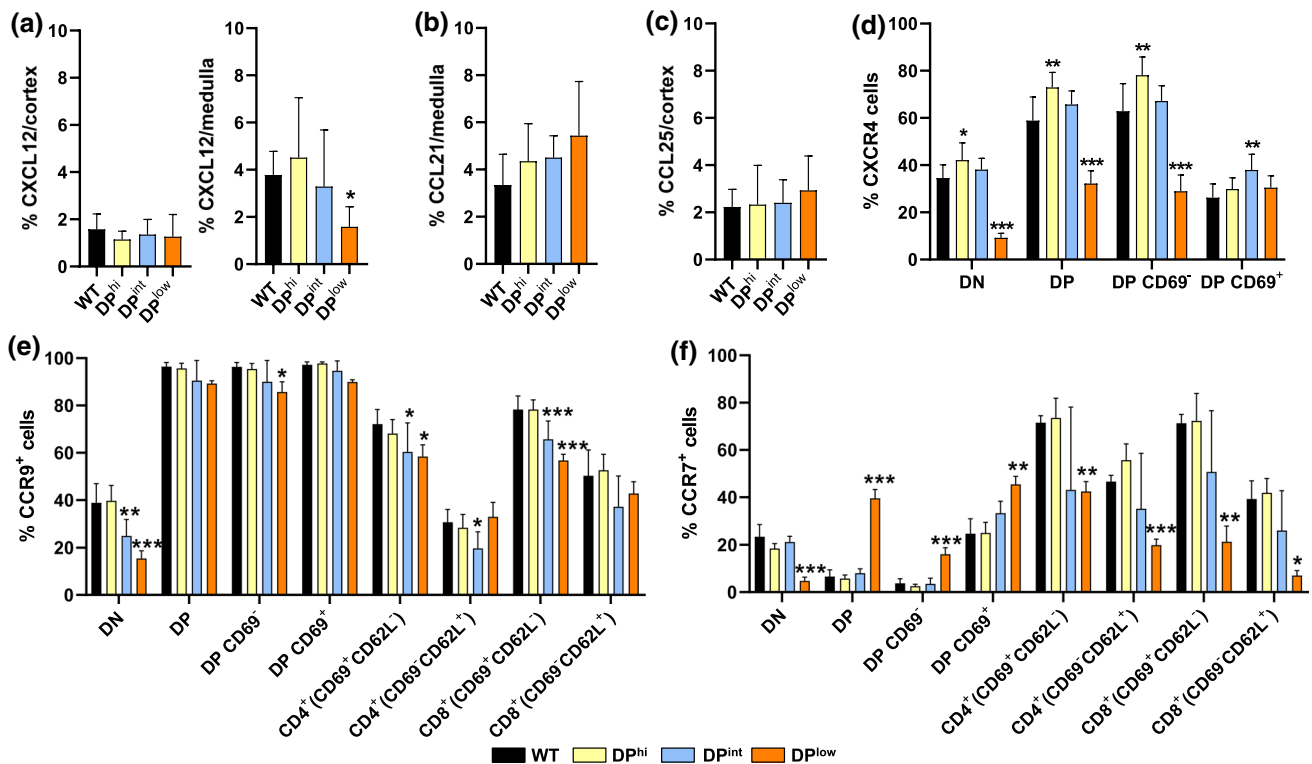 (a)
% CXCL12/cortex
10
8
6
4
2
0
WT
DPhi
DPint
DPlow
% CXCL12/medulla
10
8
6
4
2
0
*
WT
DPhi
DPint
DPlow
(b)
% CCL21/medulla
10
8
6
4
2
0
WT
DPhi
DPint
DPlow
(c)
% CCL25/cortex
10
8
6
4
2
0
WT
DPhi
DPint
DPlow
(d)
% CXCR4 cells
100
80
60
40
20
0
* *** ** *** ** *** **
DN DP DP CD69- DP CD69+
(e)
% CCR9+ cells
100
80
60
40
20
0
** *** * * * * *** ***
DN
DP
DP CD69-
DP CD69+
CD4+ (CD69+CD62L-)
CD4+ (CD69-CD62L+)
CD8+ (CD69+CD62L-)
CD8+ (CD69-CD62L+)
(f)
% CCR7+ cells
100
80
60
40
20
0
*** *** *** ** ** *** ** *
DN
DP
DP CD69-
DP CD69+
CD4+ (CD69+CD62L-)
CD4+ (CD69-CD62L+)
CD8+ (CD69+CD62L-)
CD8+ (CD69-CD62L+)
WT DPhi DPint DPlow